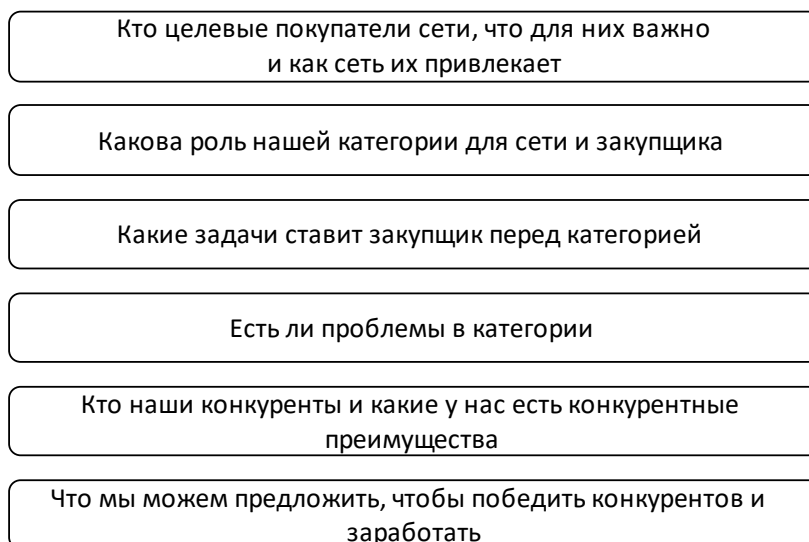 Кто целевые покупатели сети, что для них важно
и как сеть их привлекает
Какова роль нашей категории для сети и закупщика
Какие задачи ставит закупщик перед категорией
Есть ли проблемы в категории
Кто наши конкуренты и какие у нас есть конкурентные
преимущества
Что мы можем предложить, чтобы победить конкурентов и
заработать